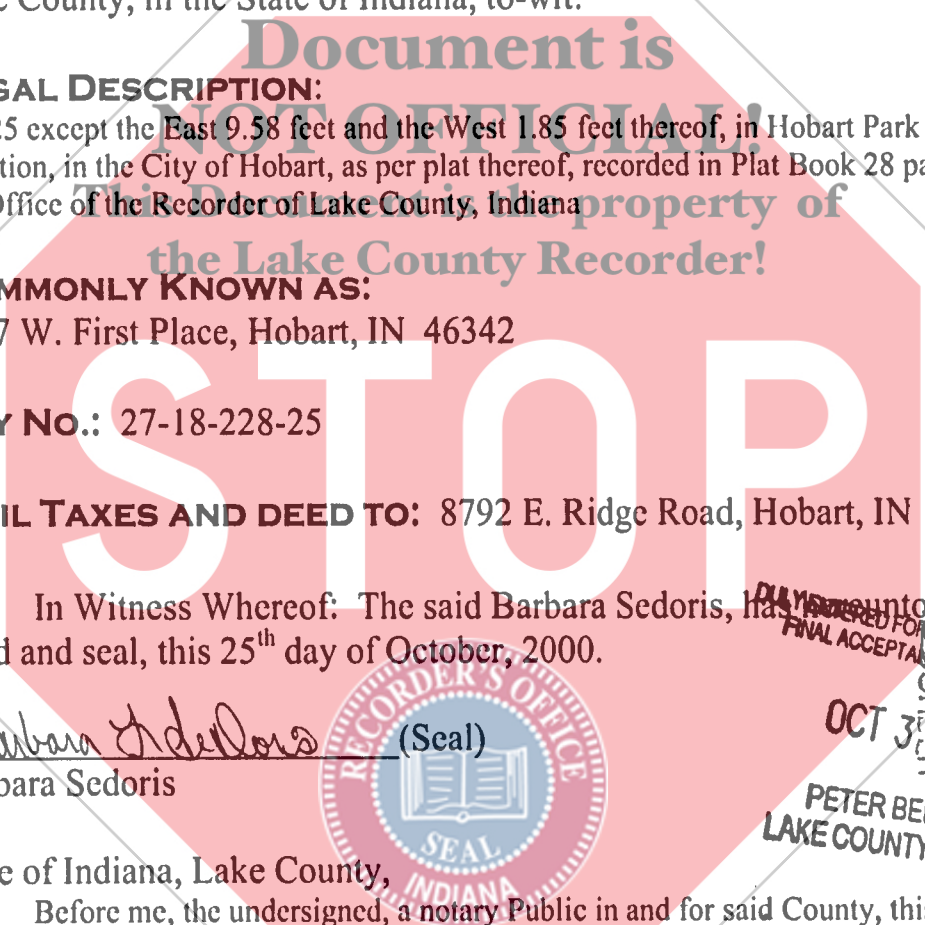 e County, in the State of Indiana, to-wit:
Document is
GAL DESCRIPTION:
NOT OFFICIAL!
25 except the East 9.58 feet and the West 1.85 feet thereof, in Hobart Park
tion, in the City of Hobart, as per plat thereof, recorded in Plat Book 28 pa
Office of the Recorder of Lake County, Indiana
This Document is the property of
the Lake County Recorder!
MMONLY KNOWN AS:
7 W. First Place, Hobart, IN 46342
STOP
Y NO.: 27-18-228-25
IL TAXES AND DEED TO: 8792 E. Ridge Road, Hobart, IN
In Witness Whereof: The said Barbara Sedoris, has
d and seal, this 25th day of October, 2000.
DULY ENTERED FOR
FINAL ACCEPTA
OCT 3
PETER BE
LAKE COUNTY
arbara Sedoris (Seal)
bara Sedoris
RECORDER'S OFFICE
SEAL
INDIANA
e of Indiana, Lake County,
Before me, the undersigned, a notary Public in and for said County, thi